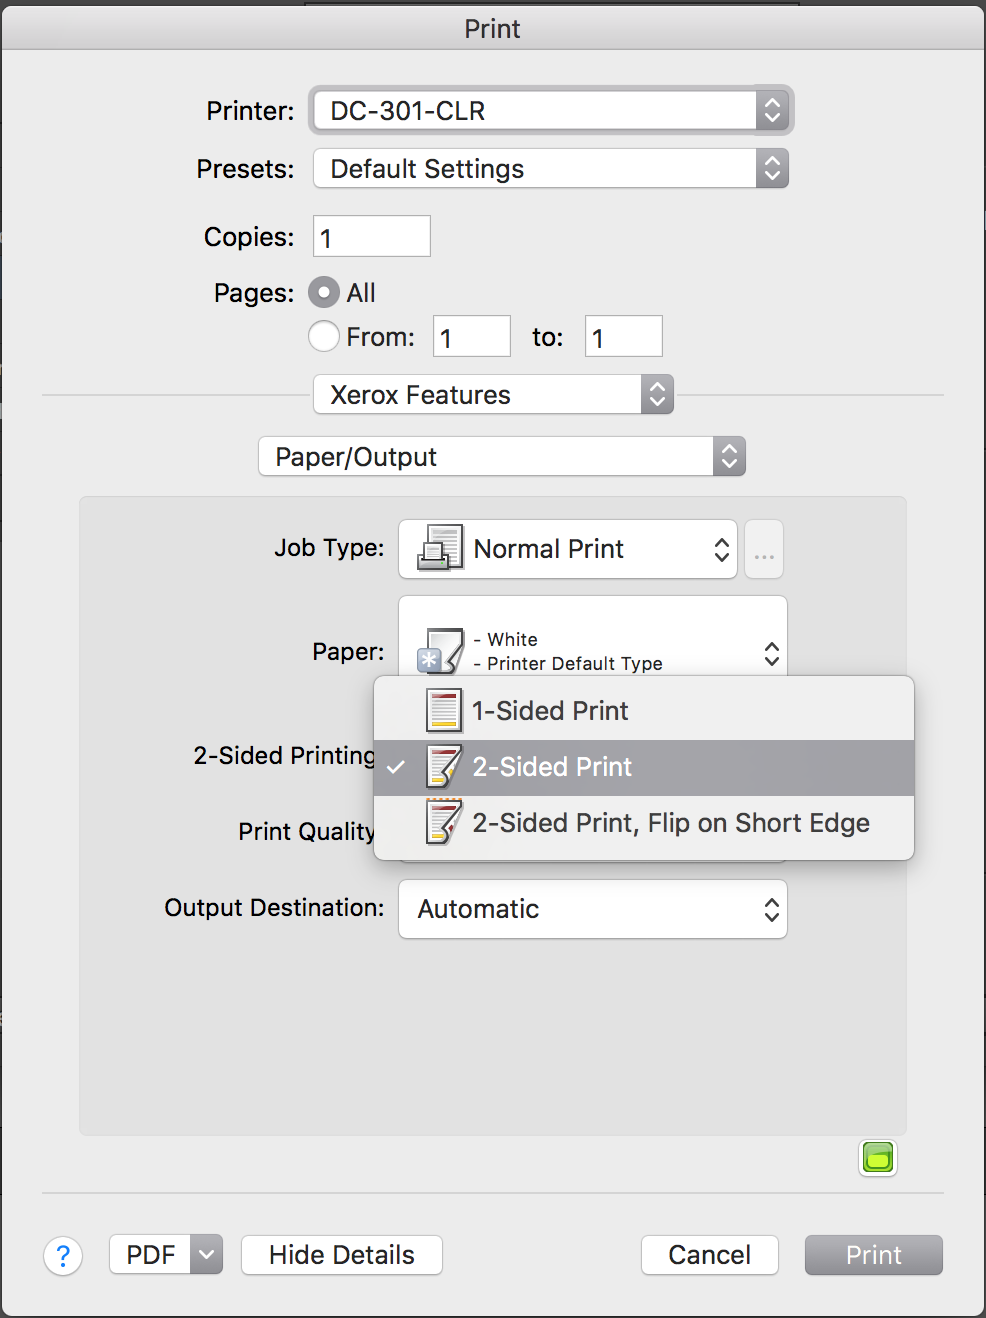 Print
Printer: DC-301-CLR
Presets: Default Settings
Copies: 1
Pages: All
From: 1 to: 1
Xerox Features
Paper/Output
Job Type: Normal Print ...
- White
Paper:
- Printer Default Type
1-Sided Print
2-Sided Printing
2-Sided Print
Print Quality
2-Sided Print, Flip on Short Edge
Output Destination: Automatic
? PDF Hide Details Cancel Print